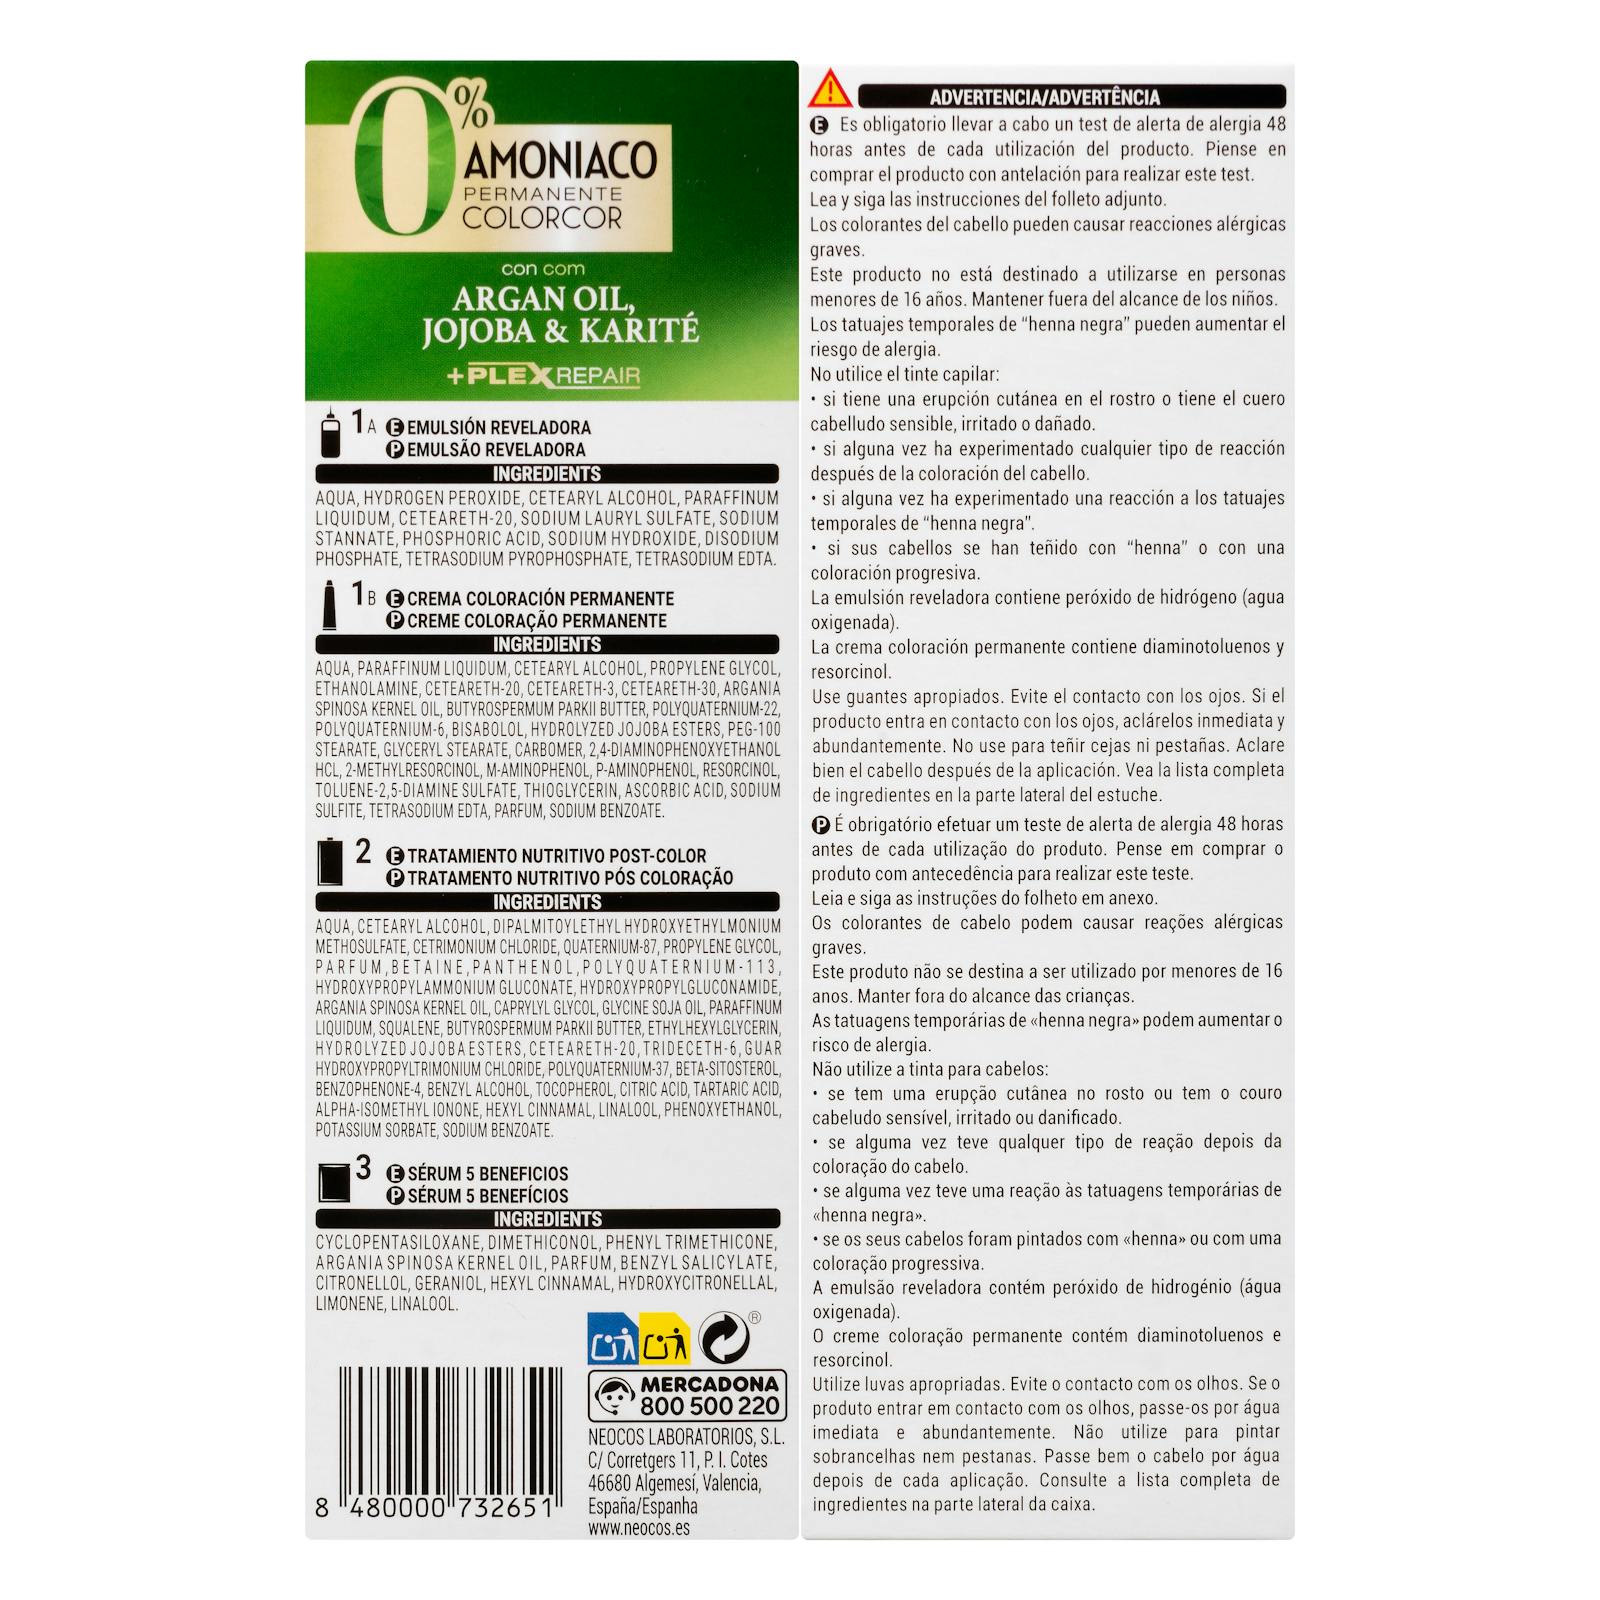 0%
AMONIACO
PERMANENTE
COLORCOR
con com
ARGAN OIL,
JOJOBA & KARITÉ
+PLEXREPAIR
1A E EMULSIÓN REVELADORA
P EMULSÃO REVELADORA
INGREDIENTS
AQUA, HYDROGEN PEROXIDE, CETEARYL ALCOHOL, PARAFFINUM
LIQUIDUM, CETEARETH-20, SODIUM LAURYL SULFATE, SODIUM
STANNATE, PHOSPHORIC ACID, SODIUM HYDROXIDE, DISODIUM
PHOSPHATE, TETRASODIUM PYROPHOSPHATE, TETRASODIUM EDTA.
1B E CREMA COLORACIÓN PERMANENTE
P CREME COLORAÇÃO PERMANENTE
INGREDIENTS
AQUA, PARAFFINUM LIQUIDUM, CETEARYL ALCOHOL, PROPYLENE GLYCOL,
ETHANOLAMINE, CETEARETH-20, CETEARETH-3, CETEARETH-30, ARGANIA
SPINOSA KERNEL OIL, BUTYROSPERMUM PARKII BUTTER, POLYQUATERNIUM-22,
POLYQUATERNIUM-6, BISABOLOL, HYDROLYZED JOJOBA ESTERS, PEG-100
STEARATE, GLYCERYL STEARATE, CARBOMER, 2,4-DIAMINOPHENOXYETHANOL
HCL, 2-METHYLRESORCINOL, M-AMINOPHENOL, P-AMINOPHENOL, RESORCINOL,
TOLUENE-2,5-DIAMINE SULFATE, THIOGLYCERIN, ASCORBIC ACID, SODIUM
SULFITE, TETRASODIUM EDTA, PARFUM, SODIUM BENZOATE.
2 E TRATAMIENTO NUTRITIVO POST-COLOR
P TRATAMENTO NUTRITIVO PÓS COLORAÇÃO
INGREDIENTS
AQUA, CETEARYL ALCOHOL, DIPALMITOYLETHYL HYDROXYETHYLMONIUM
METHOSULFATE, CETRIMONIUM CHLORIDE, QUATERNIUM-87, PROPYLENE GLYCOL,
PARFUM, BETAINE, PANTHENOL, POLYQUATERNIUM-113,
HYDROXYPROPYLAMMONIUM GLUCONATE, HYDROXYPROPYLGLUCONAMIDE,
ARGANIA SPINOSA KERNEL OIL, CAPRYLYL GLYCOL, GLYCINE SOJA OIL, PARAFFINUM
LIQUIDUM, SQUALENE, BUTYROSPERMUM PARKII BUTTER, ETHYLHEXYLGLYCERIN,
HYDROLYZED JOJOBA ESTERS, CETEARETH-20, TRIDECETH-6, GUAR
HYDROXYPROPYLTRIMONIUM CHLORIDE, POLYQUATERNIUM-37, BETA-SITOSTEROL,
BENZOPHENONE-4, BENZYL ALCOHOL, TOCOPHEROL, CITRIC ACID, TARTARIC ACID,
ALPHA-ISOMETHYL IONONE, HEXYL CINNAMAL, LINALOOL, PHENOXYETHANOL,
POTASSIUM SORBATE, SODIUM BENZOATE.
3 E SÉRUM 5 BENEFICIOS
P SÉRUM 5 BENEFÍCIOS
INGREDIENTS
CYCLOPENTASILOXANE, DIMETHICONOL, PHENYL TRIMETHICONE,
ARGANIA SPINOSA KERNEL OIL, PARFUM, BENZYL SALICYLATE,
CITRONELLOL, GERANIOL, HEXYL CINNAMAL, HYDROXYCITRONELLAL,
LIMONENE, LINALOOL.
®
MERCADONA
800 500 220
NEOCOS LABORATORIOS, S.L.
C/ Corretgers 11, P. I. Cotes
46680 Algemesí, Valencia,
España/Espanha
www.neocos.es
8 480000 732651
ADVERTENCIA/ADVERTÊNCIA
E Es obligatorio llevar a cabo un test de alerta de alergia 48
horas antes de cada utilización del producto. Piense en
comprar el producto con antelación para realizar este test.
Lea y siga las instrucciones del folleto adjunto.
Los colorantes del cabello pueden causar reacciones alérgicas
graves.
Este producto no está destinado a utilizarse en personas
menores de 16 años. Mantener fuera del alcance de los niños.
Los tatuajes temporales de “henna negra” pueden aumentar el
riesgo de alergia.
No utilice el tinte capilar:
• si tiene una erupción cutánea en el rostro o tiene el cuero
cabelludo sensible, irritado o dañado.
• si alguna vez ha experimentado cualquier tipo de reacción
después de la coloración del cabello.
• si alguna vez ha experimentado una reacción a los tatuajes
temporales de “henna negra”.
• si sus cabellos se han teñido con “henna” o con una
coloración progresiva.
La emulsión reveladora contiene peróxido de hidrógeno (agua
oxigenada).
La crema coloración permanente contiene diaminotoluenos y
resorcinol.
Use guantes apropiados. Evite el contacto con los ojos. Si el
producto entra en contacto con los ojos, aclárelos inmediata y
abundantemente. No use para teñir cejas ni pestañas. Aclare
bien el cabello después de la aplicación. Vea la lista completa
de ingredientes en la parte lateral del estuche.
P É obrigatório efetuar um teste de alerta de alergia 48 horas
antes de cada utilização do produto. Pense em comprar o
produto com antecedência para realizar este teste.
Leia e siga as instruções do folheto em anexo.
Os colorantes de cabelo podem causar reações alérgicas
graves.
Este produto não se destina a ser utilizado por menores de 16
anos. Manter fora do alcance das crianças.
As tatuagens temporárias de «henna negra» podem aumentar o
risco de alergia.
Não utilize a tinta para cabelos:
• se tem uma erupção cutânea no rosto ou tem o couro
cabeludo sensível, irritado ou danificado.
• se alguma vez teve qualquer tipo de reação depois da
coloração do cabelo.
• se alguma vez teve uma reação às tatuagens temporárias de
«henna negra».
• se os seus cabelos foram pintados com «henna» ou com uma
coloração progressiva.
A emulsão reveladora contém peróxido de hidrogénio (água
oxigenada).
O creme coloração permanente contém diaminotoluenos e
resorcinol.
Utilize luvas apropriadas. Evite o contacto com os olhos. Se o
produto entrar em contacto com os olhos, passe-os por água
imediata e abundantemente. Não utilize para pintar
sobrancelhas nem pestanas. Passe bem o cabelo por água
depois de cada aplicação. Consulte a lista completa de
ingredientes na parte lateral da caixa.